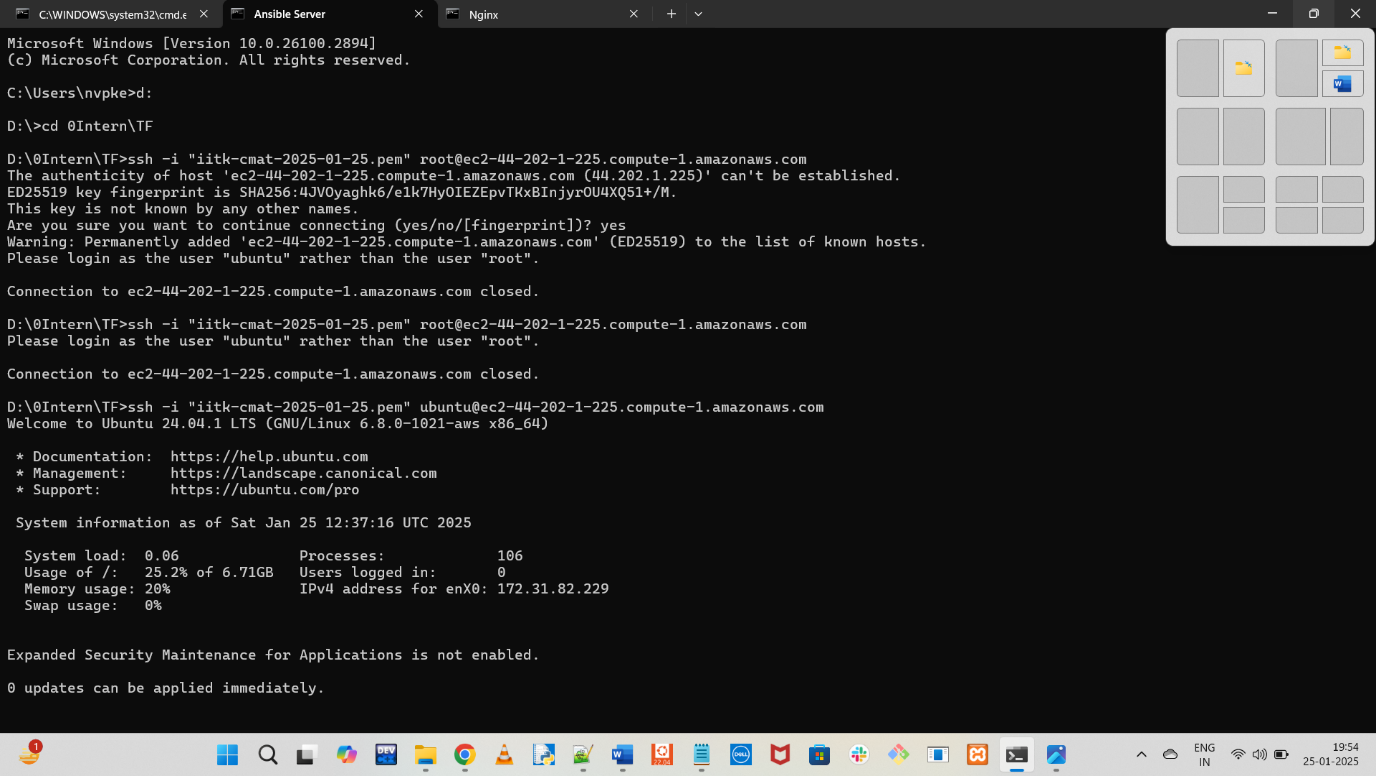 C:\WINDOWS\system32\cmd.e
Ansible Server
Nginx
Microsoft Windows [Version 10.0.26100.2894]
(c) Microsoft Corporation. All rights reserved.
C:\Users\nvpke>d:
D:\>cd 0Intern\TF
D:\0Intern\TF>ssh -i "iitk-cmat-2025-01-25.pem" root@ec2-44-202-1-225.compute-1.amazonaws.com
The authenticity of host 'ec2-44-202-1-225.compute-1.amazonaws.com (44.202.1.225)' can't be established.
ED25519 key fingerprint is SHA256:4JVOyaghk6/e1k7HyOIEZEpvTKxBInjyrOU4XQ51+/M.
This key is not known by any other names.
Are you sure you want to continue connecting (yes/no/[fingerprint])? yes
Warning: Permanently added 'ec2-44-202-1-225.compute-1.amazonaws.com' (ED25519) to the list of known hosts.
Please login as the user "ubuntu" rather than the user "root".
Connection to ec2-44-202-1-225.compute-1.amazonaws.com closed.
D:\0Intern\TF>ssh -i "iitk-cmat-2025-01-25.pem" root@ec2-44-202-1-225.compute-1.amazonaws.com
Please login as the user "ubuntu" rather than the user "root".
Connection to ec2-44-202-1-225.compute-1.amazonaws.com closed.
D:\0Intern\TF>ssh -i "iitk-cmat-2025-01-25.pem" ubuntu@ec2-44-202-1-225.compute-1.amazonaws.com
Welcome to Ubuntu 24.04.1 LTS (GNU/Linux 6.8.0-1021-aws x86_64)
* Documentation: https://help.ubuntu.com
* Management: https://landscape.canonical.com
* Support: https://ubuntu.com/pro
System information as of Sat Jan 25 12:37:16 UTC 2025
System load: 0.06 Processes: 106
Usage of /: 25.2% of 6.71GB Users logged in: 0
Memory usage: 20% IPv4 address for enX0: 172.31.82.229
Swap usage: 0%
Expanded Security Maintenance for Applications is not enabled.
0 updates can be applied immediately.
1
DEV
W
22.04
DELL
ENG
IN
19:54
25-01-2025